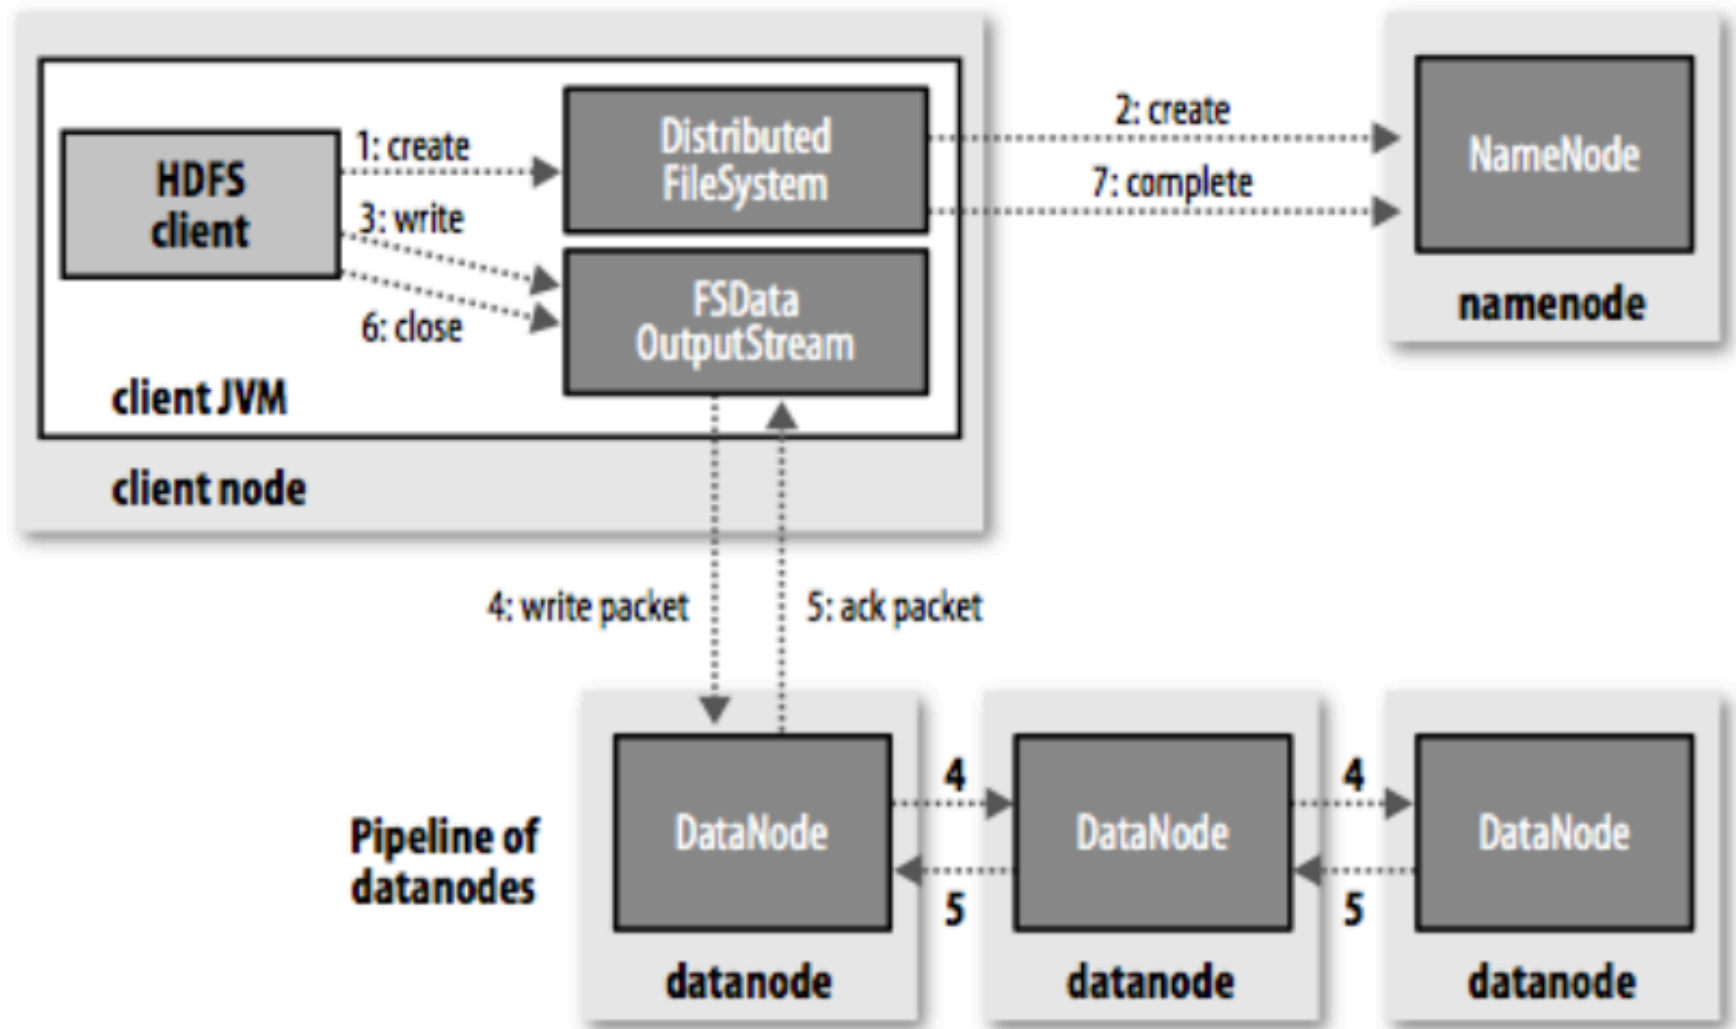 HDFS
client
1: create
3: write
6: close
Distributed
FileSystem
FSData
OutputStream
client JVM
client node
2: create
7: complete
NameNode
namenode
4: write packet
5: ack packet
Pipeline of
datanodes
DataNode
datanode
4
5
DataNode
datanode
4
5
DataNode
datanode